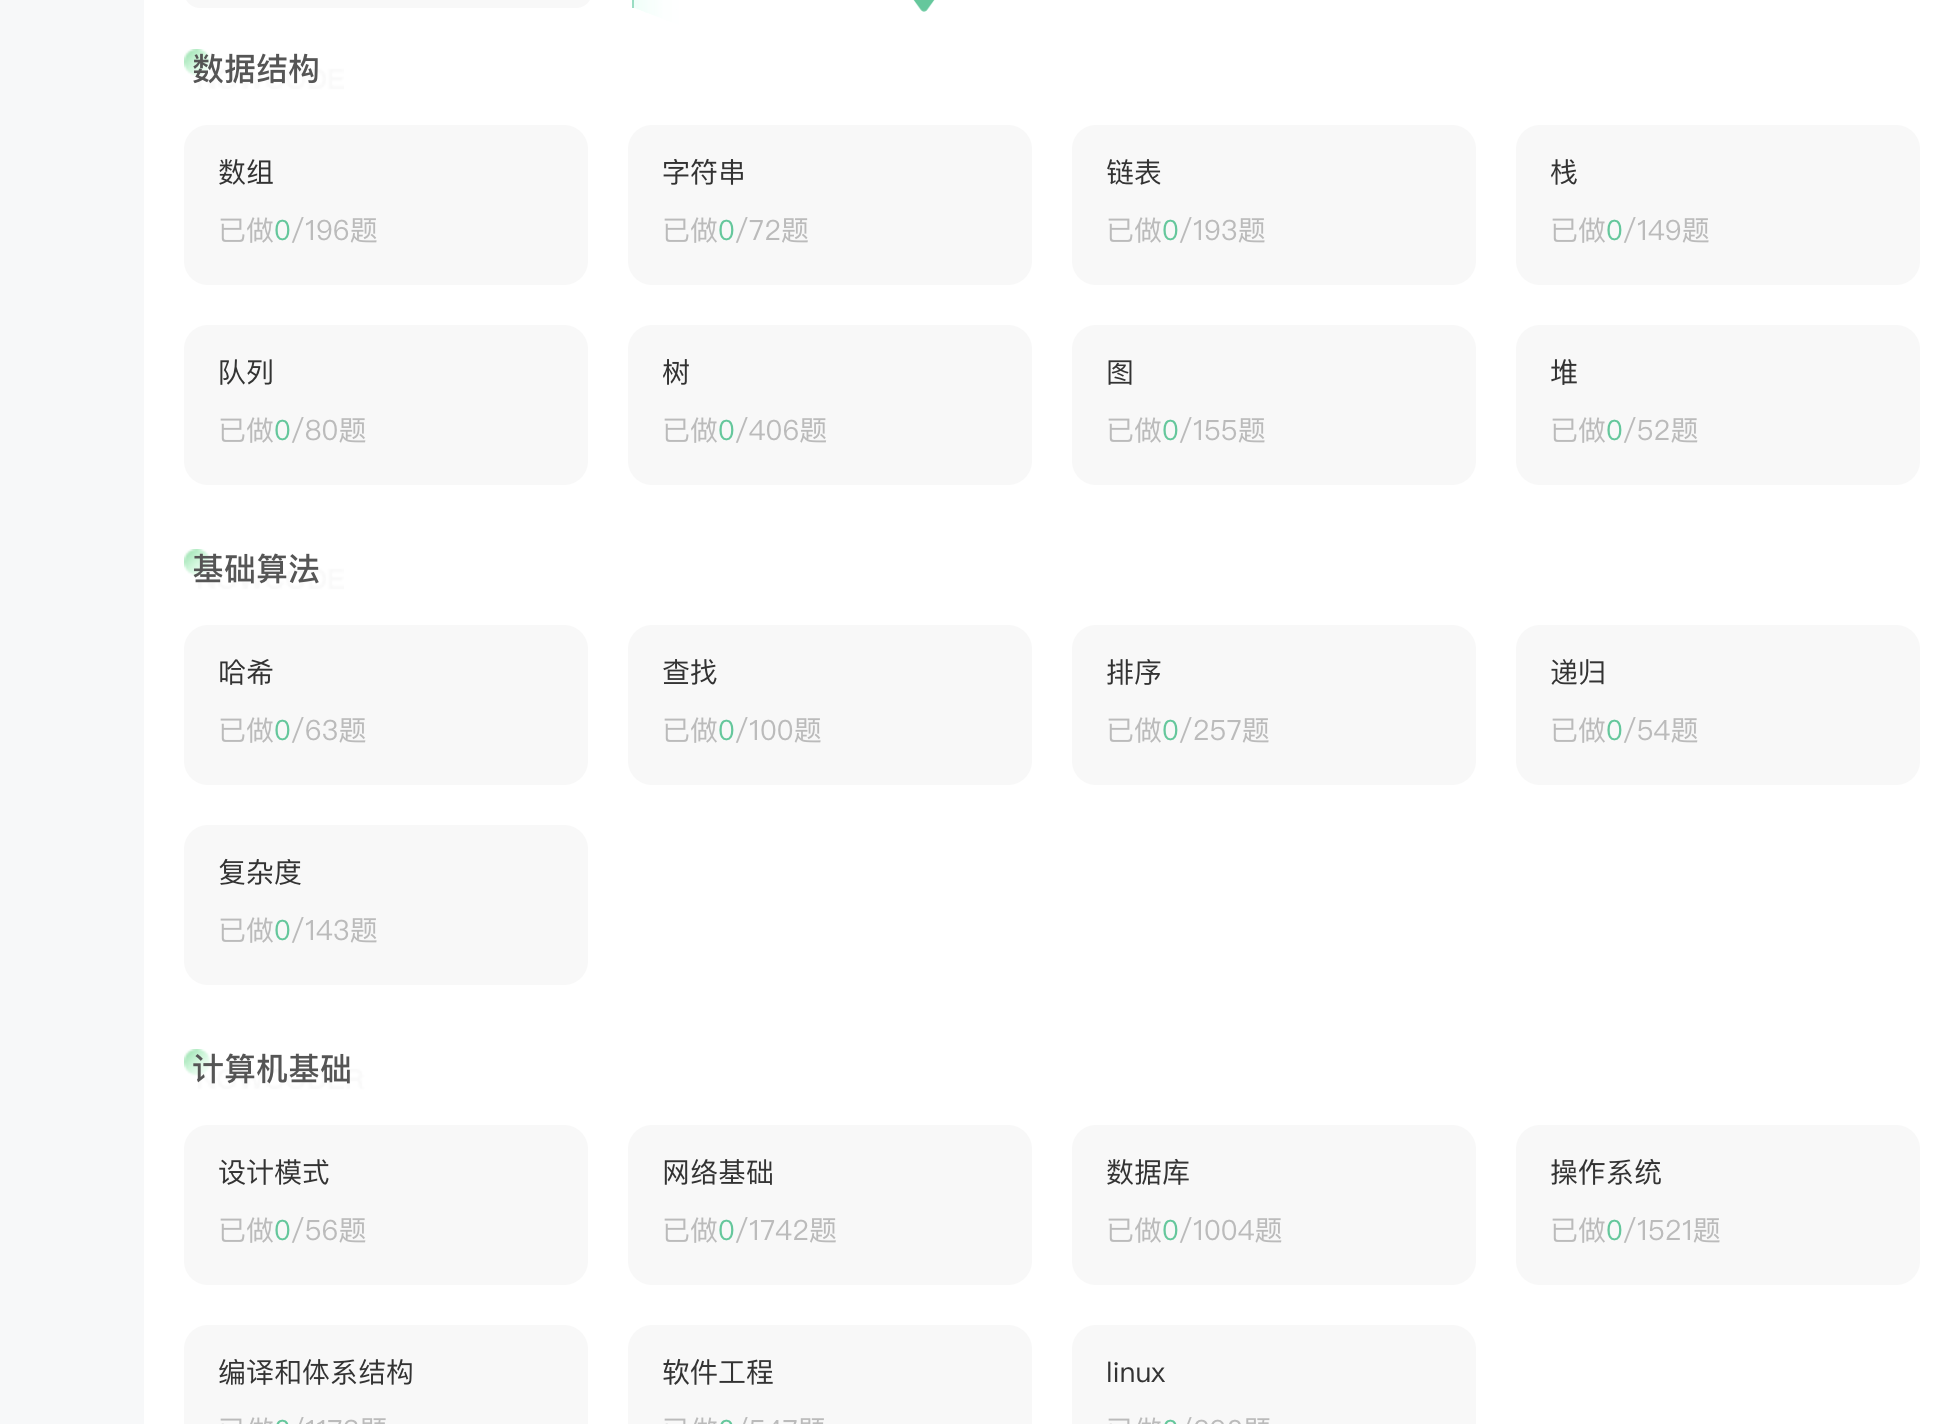 数据结构
数组
字符串
链表
栈
已做0/196题
已做0/72题
已做0/193题
已做0/149题
队列
树
图
堆
已做0/80题
已做0/406题
已做0/155题
已做0/52题
基础算法
哈希
查找
排序
递归
已做0/63题
已做0/100题
已做0/257题
已做0/54题
复杂度
已做0/143题
计算机基础
设计模式
网络基础
数据库
操作系统
已做0/56题
已做0/1742题
已做0/1004题
已做0/1521题
编译和体系结构
软件工程
linux